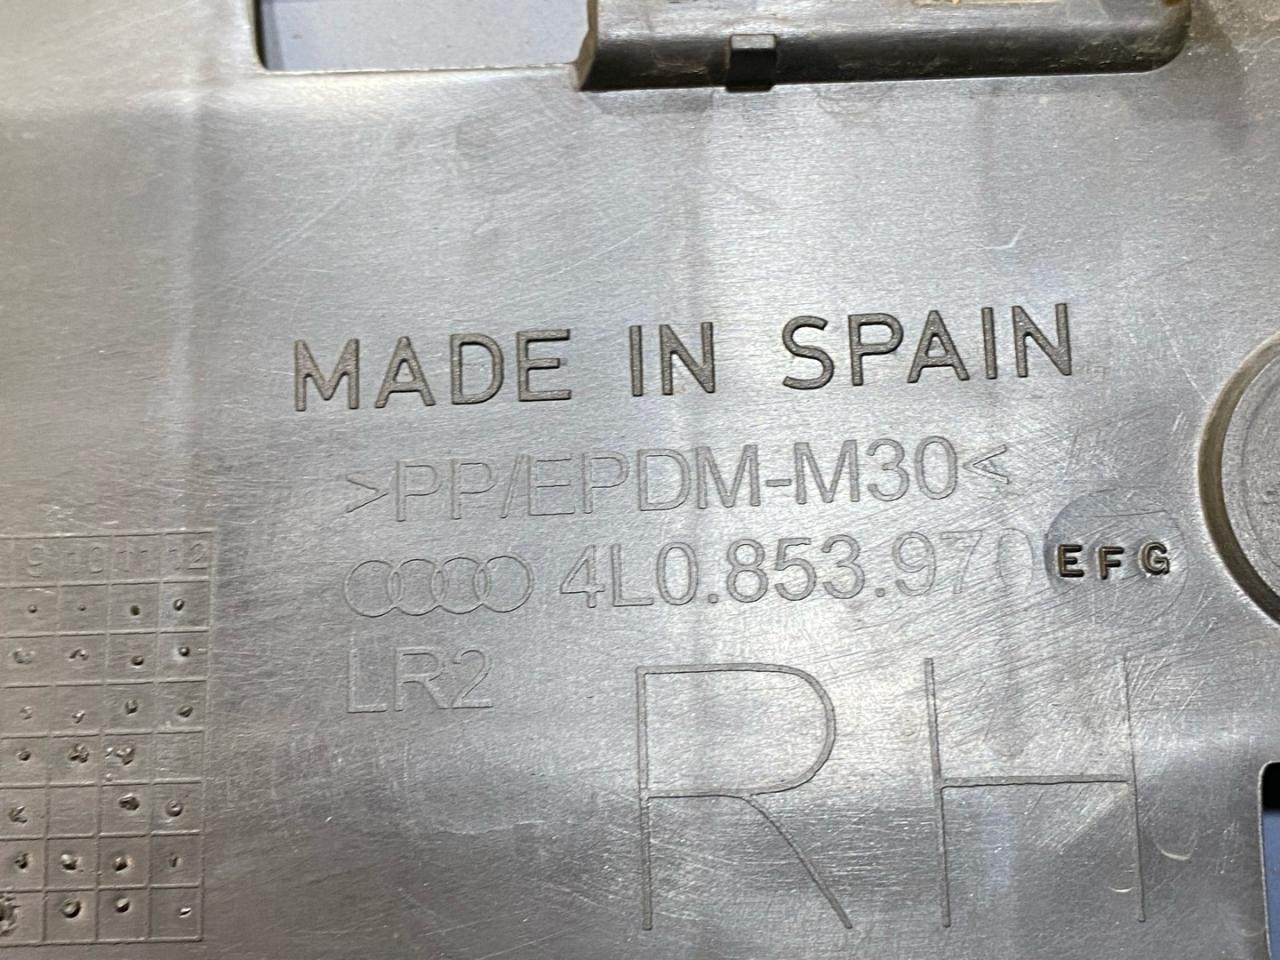 MADE IN SPAIN
>PP/EPDM-M30<
4L0.853.970 EFG
LR2
RH
9 10 11 12